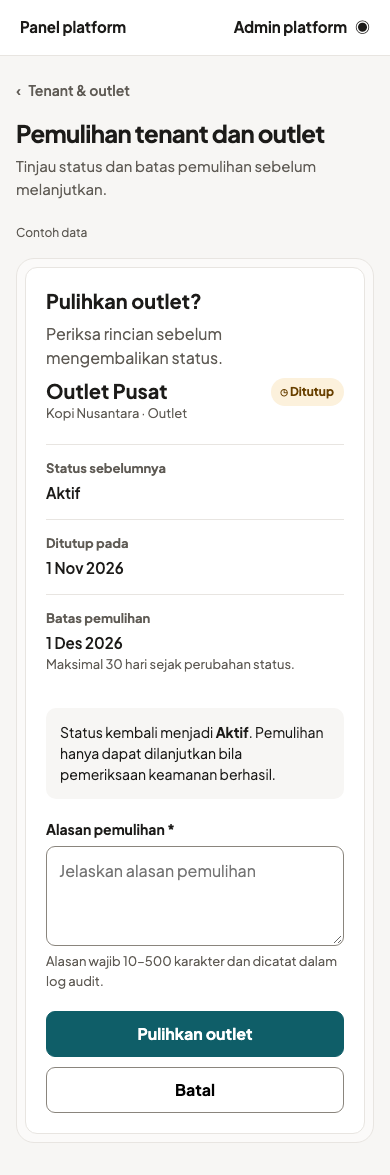 Panel platform
Admin platform
‹ Tenant & outlet
Pemulihan tenant dan outlet
Tinjau status dan batas pemulihan sebelum
melanjutkan.
Contoh data
Pulihkan outlet?
Periksa rincian sebelum
mengembalikan status.
Outlet Pusat
Ditutup
Kopi Nusantara · Outlet
Status sebelumnya
Aktif
Ditutup pada
1 Nov 2026
Batas pemulihan
1 Des 2026
Maksimal 30 hari sejak perubahan status.
Status kembali menjadi Aktif. Pemulihan
hanya dapat dilanjutkan bila
pemeriksaan keamanan berhasil.
Alasan pemulihan *
Jelaskan alasan pemulihan
Alasan wajib 10–500 karakter dan dicatat dalam
log audit.
Pulihkan outlet
Batal